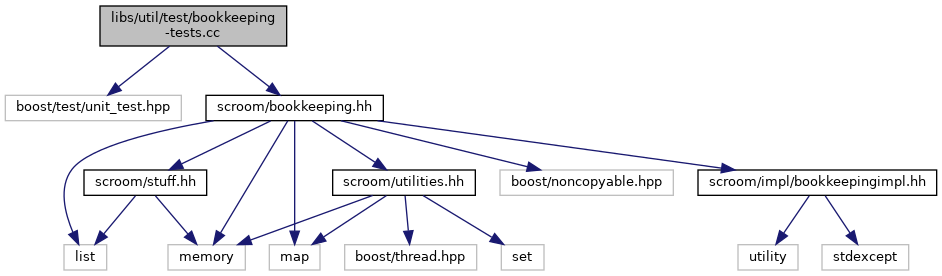 libs/util/test/bookkeeping
-tests.cc
boost/test/unit_test.hpp
scroom/bookkeeping.hh
scroom/stuff.hh
scroom/utilities.hh
boost/noncopyable.hpp
scroom/impl/bookkeepingimpl.hh
list
memory
map
boost/thread.hpp
set
utility
stdexcept